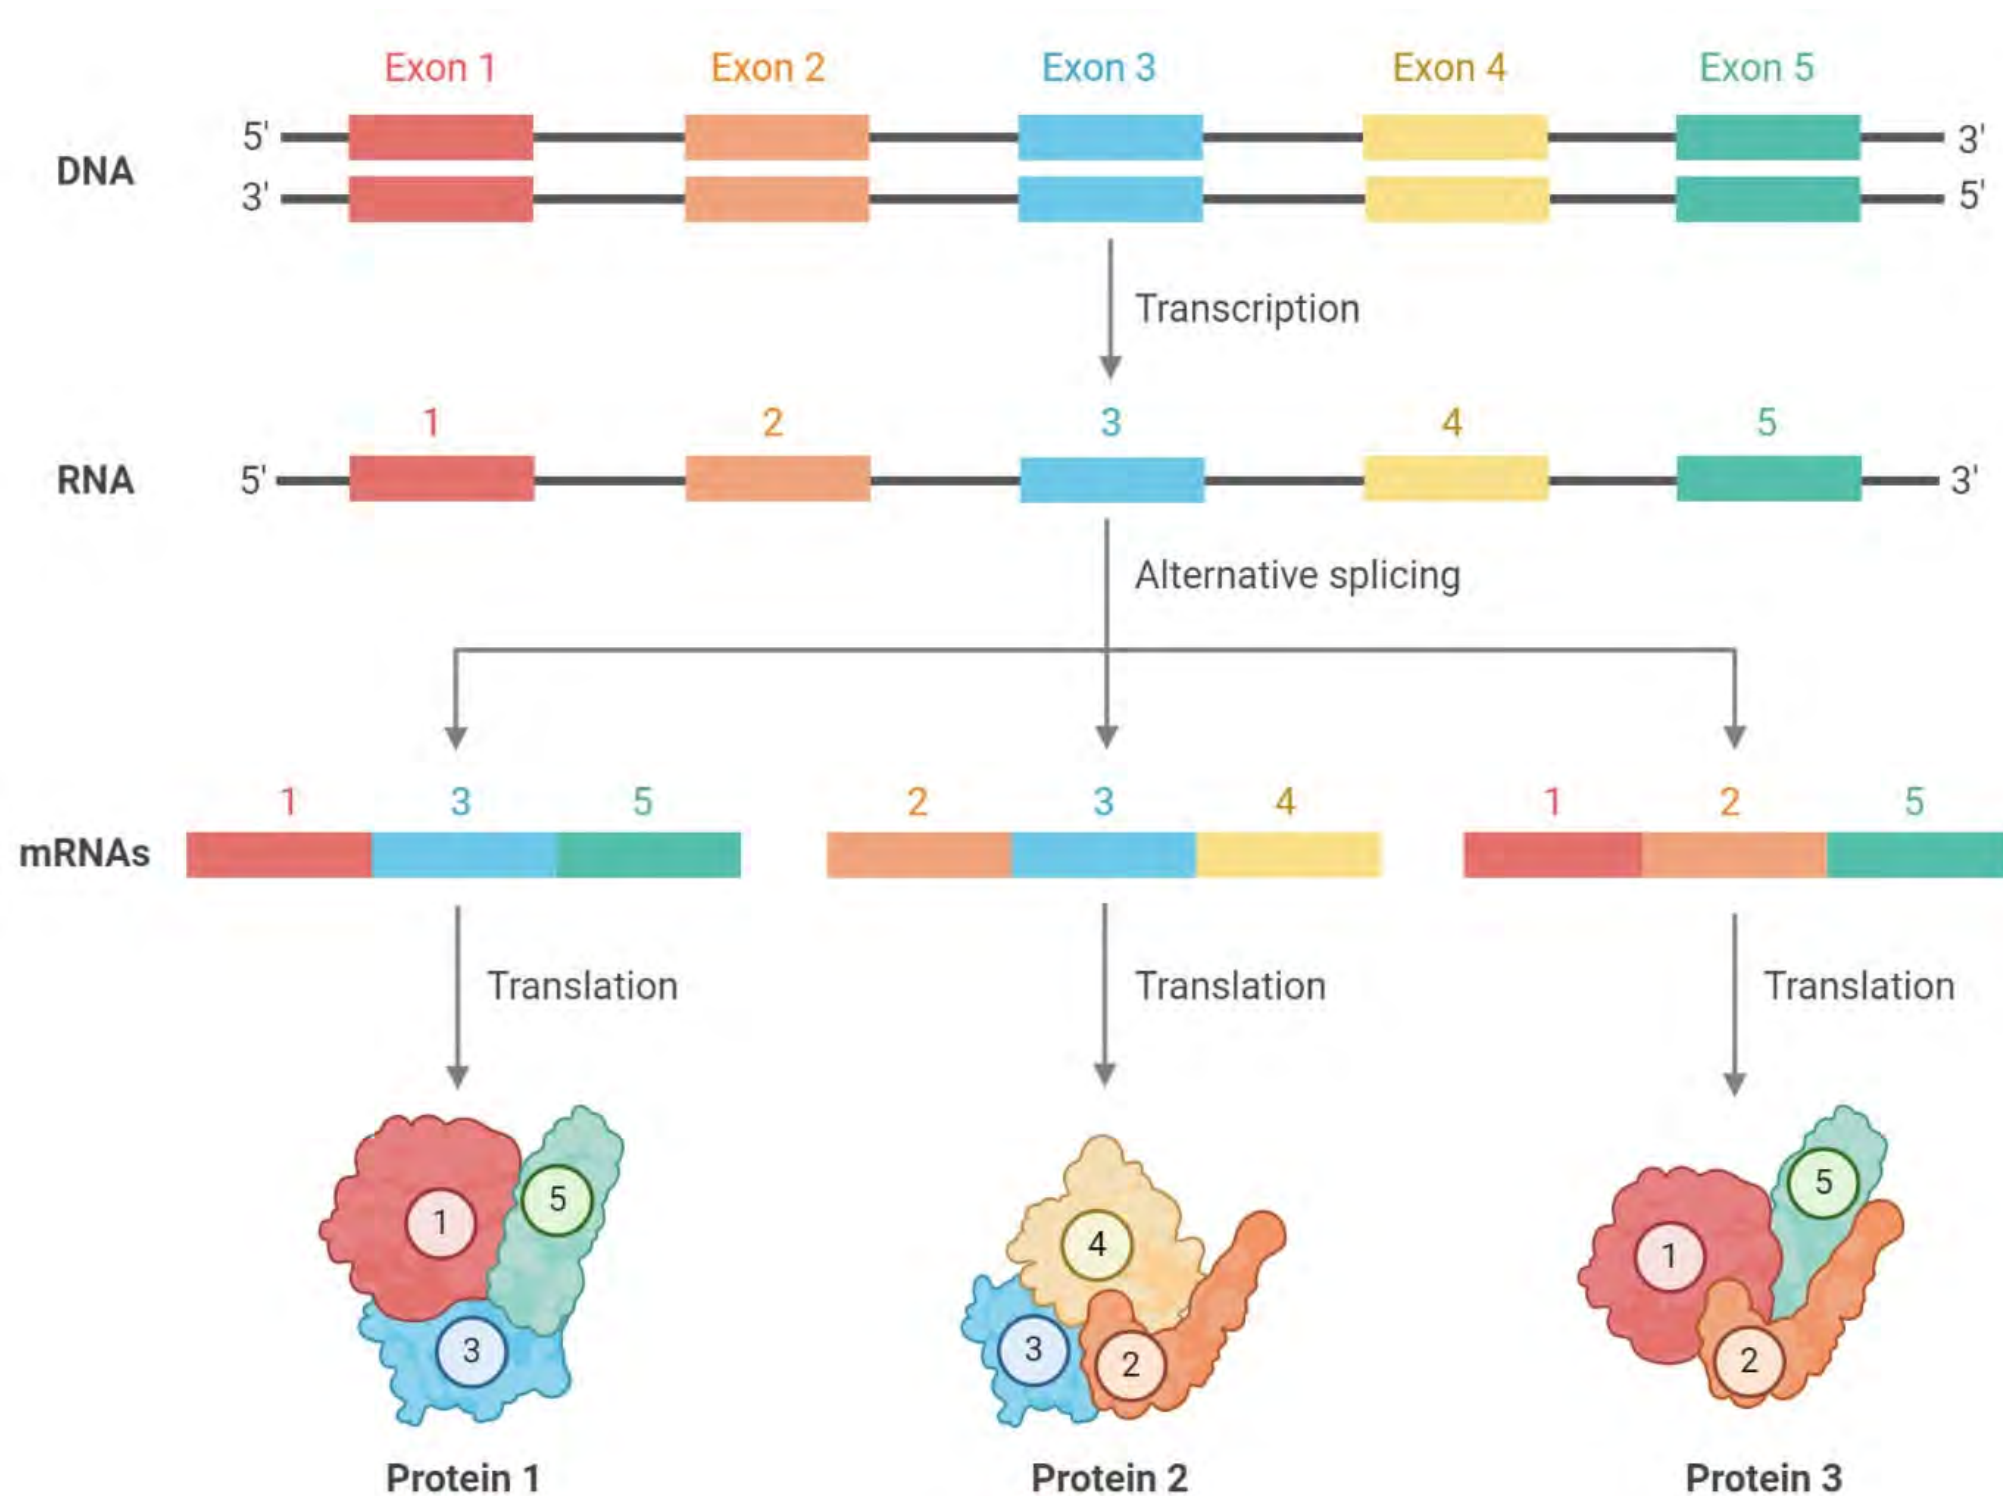 Exon 1 Exon 2 Exon 3 Exon 4 Exon 5
5' 3'
DNA
3' 5'
Transcription
1 2 3 4 5
RNA 5' 3'
Alternative splicing
1 3 5 2 3 4 1 2 5
mRNAs
Translation Translation Translation
1 5 3
4 3 2
5 1 2
Protein 1 Protein 2 Protein 3